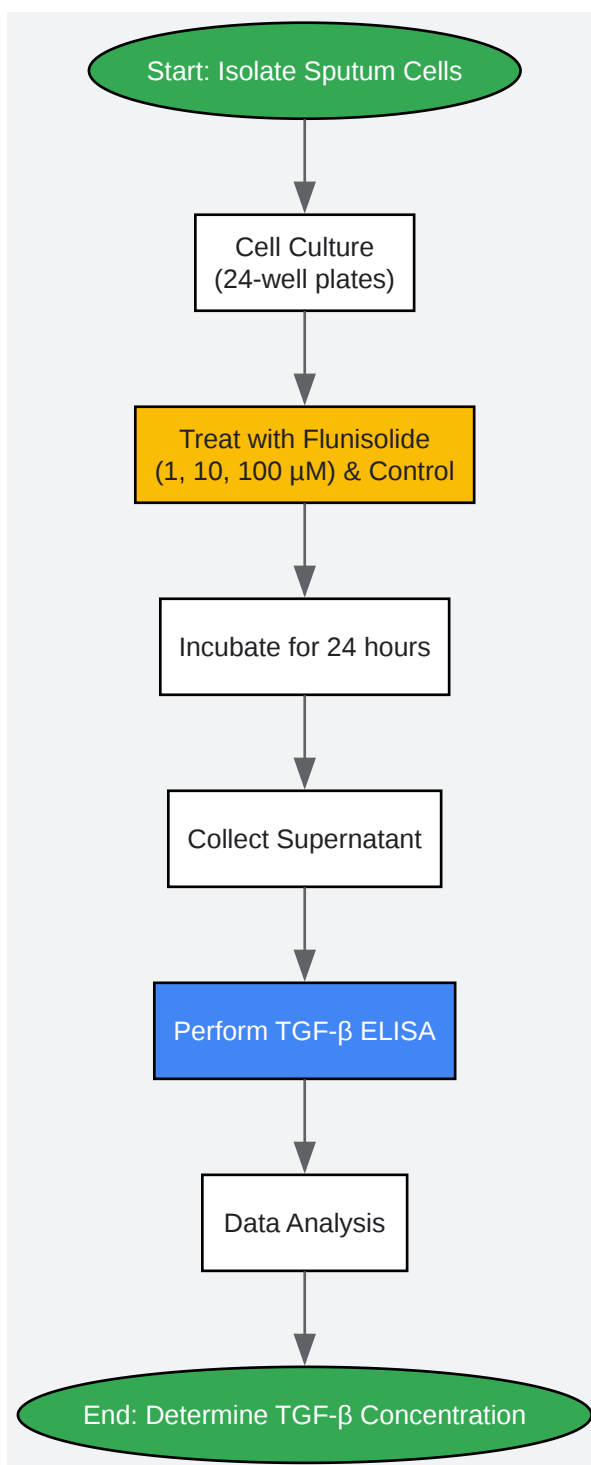 Start: Isolate Sputum Cells
Cell Culture
(24-well plates)
Treat with Flunisolide
(1, 10, 100 µM) & Control
Incubate for 24 hours
Collect Supernatant
Perform TGF-β ELISA
Data Analysis
End: Determine TGF-β Concentration